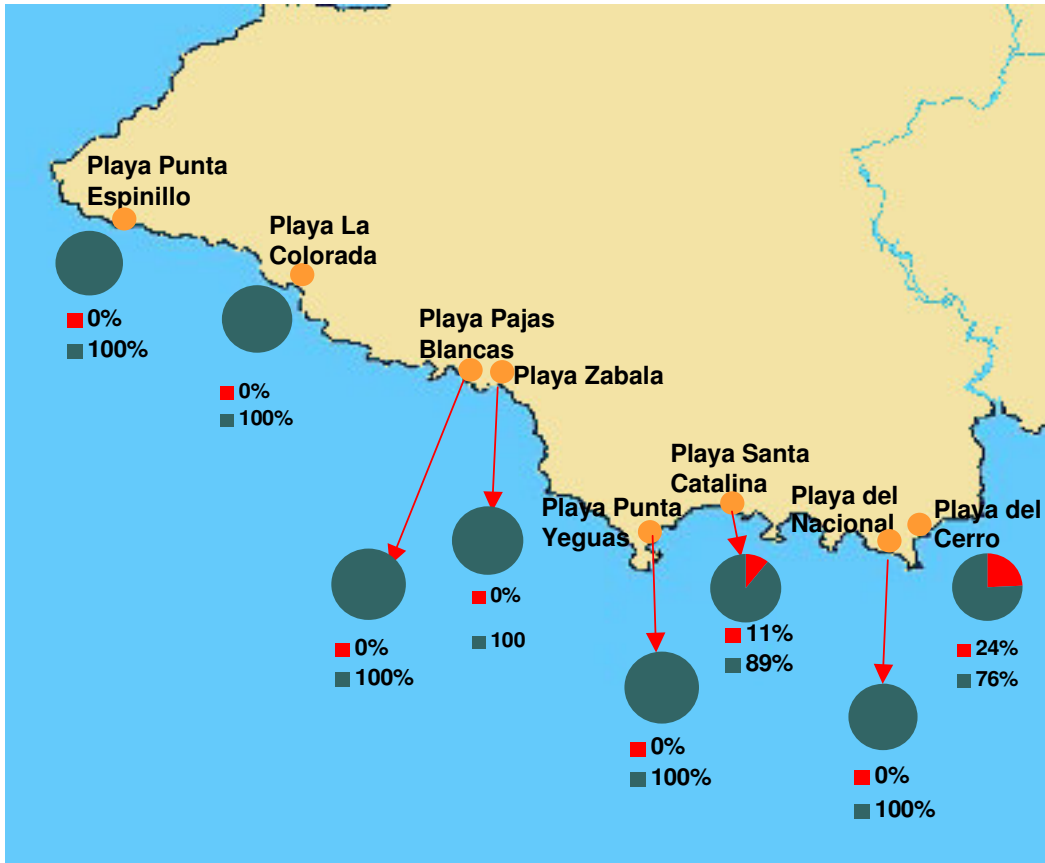 Playa Punta
Espinillo
0%
100%
Playa La
Colorada
0%
100%
Playa Pajas
Blancas
0%
100%
Playa Zabala
0%
100
Playa Punta
Yeguas
0%
100%
Playa Santa
Catalina
11%
89%
Playa del
Nacional
0%
100%
Playa del
Cerro
24%
76%